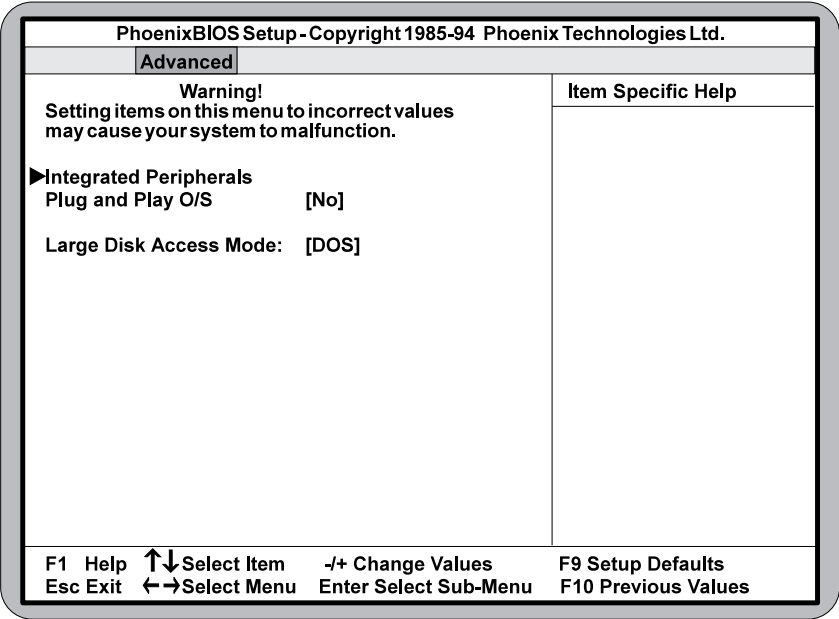 PhoenixBIOS Setup - Copyright 1985-94 Phoenix Technologies Ltd.
Advanced
Warning!
Setting items on this menu to incorrect values
may cause your system to malfunction.
Item Specific Help
▶Integrated Peripherals
Plug and Play O/S [No]
Large Disk Access Mode: [DOS]
F1 Help ↑↓ Select Item -/+ Change Values F9 Setup Defaults
Esc Exit ←→ Select Menu Enter Select Sub-Menu F10 Previous Values